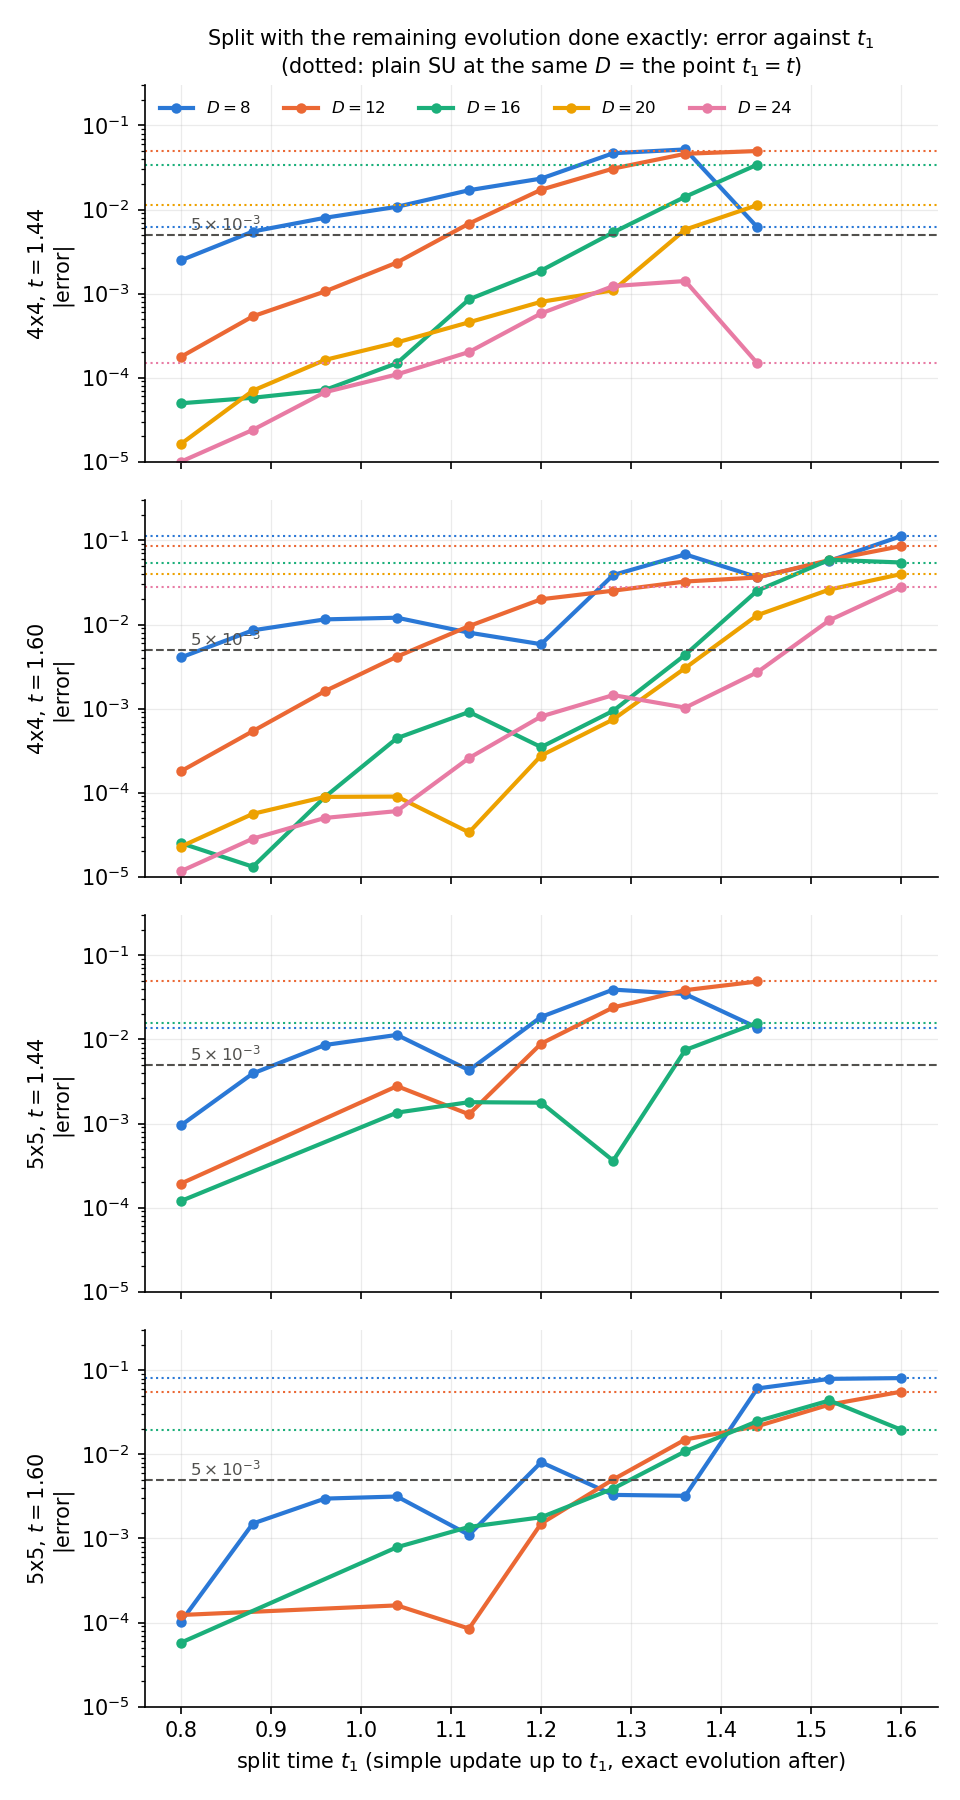 Split with the remaining evolution done exactly: error against t₁
(dotted: plain SU at the same D = the point t₁ = t)
D = 8
D = 12
D = 16
D = 20
D = 24
4x4, t = 1.44
|error|
10⁻¹
10⁻²
10⁻³
10⁻⁴
10⁻⁵
5 × 10⁻³
4x4, t = 1.60
|error|
10⁻¹
10⁻²
10⁻³
10⁻⁴
10⁻⁵
5 × 10⁻³
5x5, t = 1.44
|error|
10⁻¹
10⁻²
10⁻³
10⁻⁴
10⁻⁵
5 × 10⁻³
5x5, t = 1.60
|error|
10⁻¹
10⁻²
10⁻³
10⁻⁴
10⁻⁵
5 × 10⁻³
0.8 0.9 1.0 1.1 1.2 1.3 1.4 1.5 1.6
split time t₁ (simple update up to t₁, exact evolution after)